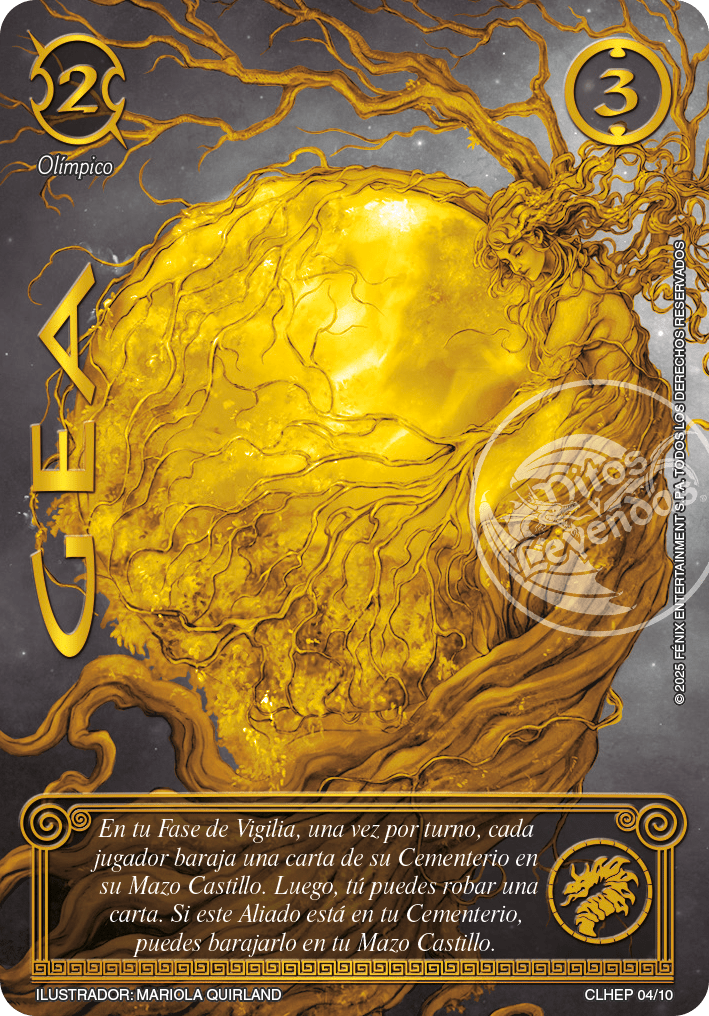 2
3
Olímpico
GEA
© 2025 FÉNIX ENTERTAINMENT S.P.A. TODOS LOS DERECHOS RESERVADOS
mitos
Leyendas
En tu Fase de Vigilia, una vez por turno, cada
jugador baraja una carta de su Cementerio en
su Mazo Castillo. Luego, tú puedes robar una
carta. Si este Aliado está en tu Cementerio,
puedes barajarlo en tu Mazo Castillo.
ILUSTRADOR: MARIOLA QUIRLAND
CLHEP 04/10